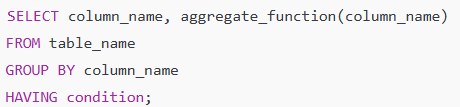 SELECT column_name, aggregate_function(column_name)
FROM table_name
GROUP BY column_name
HAVING condition;